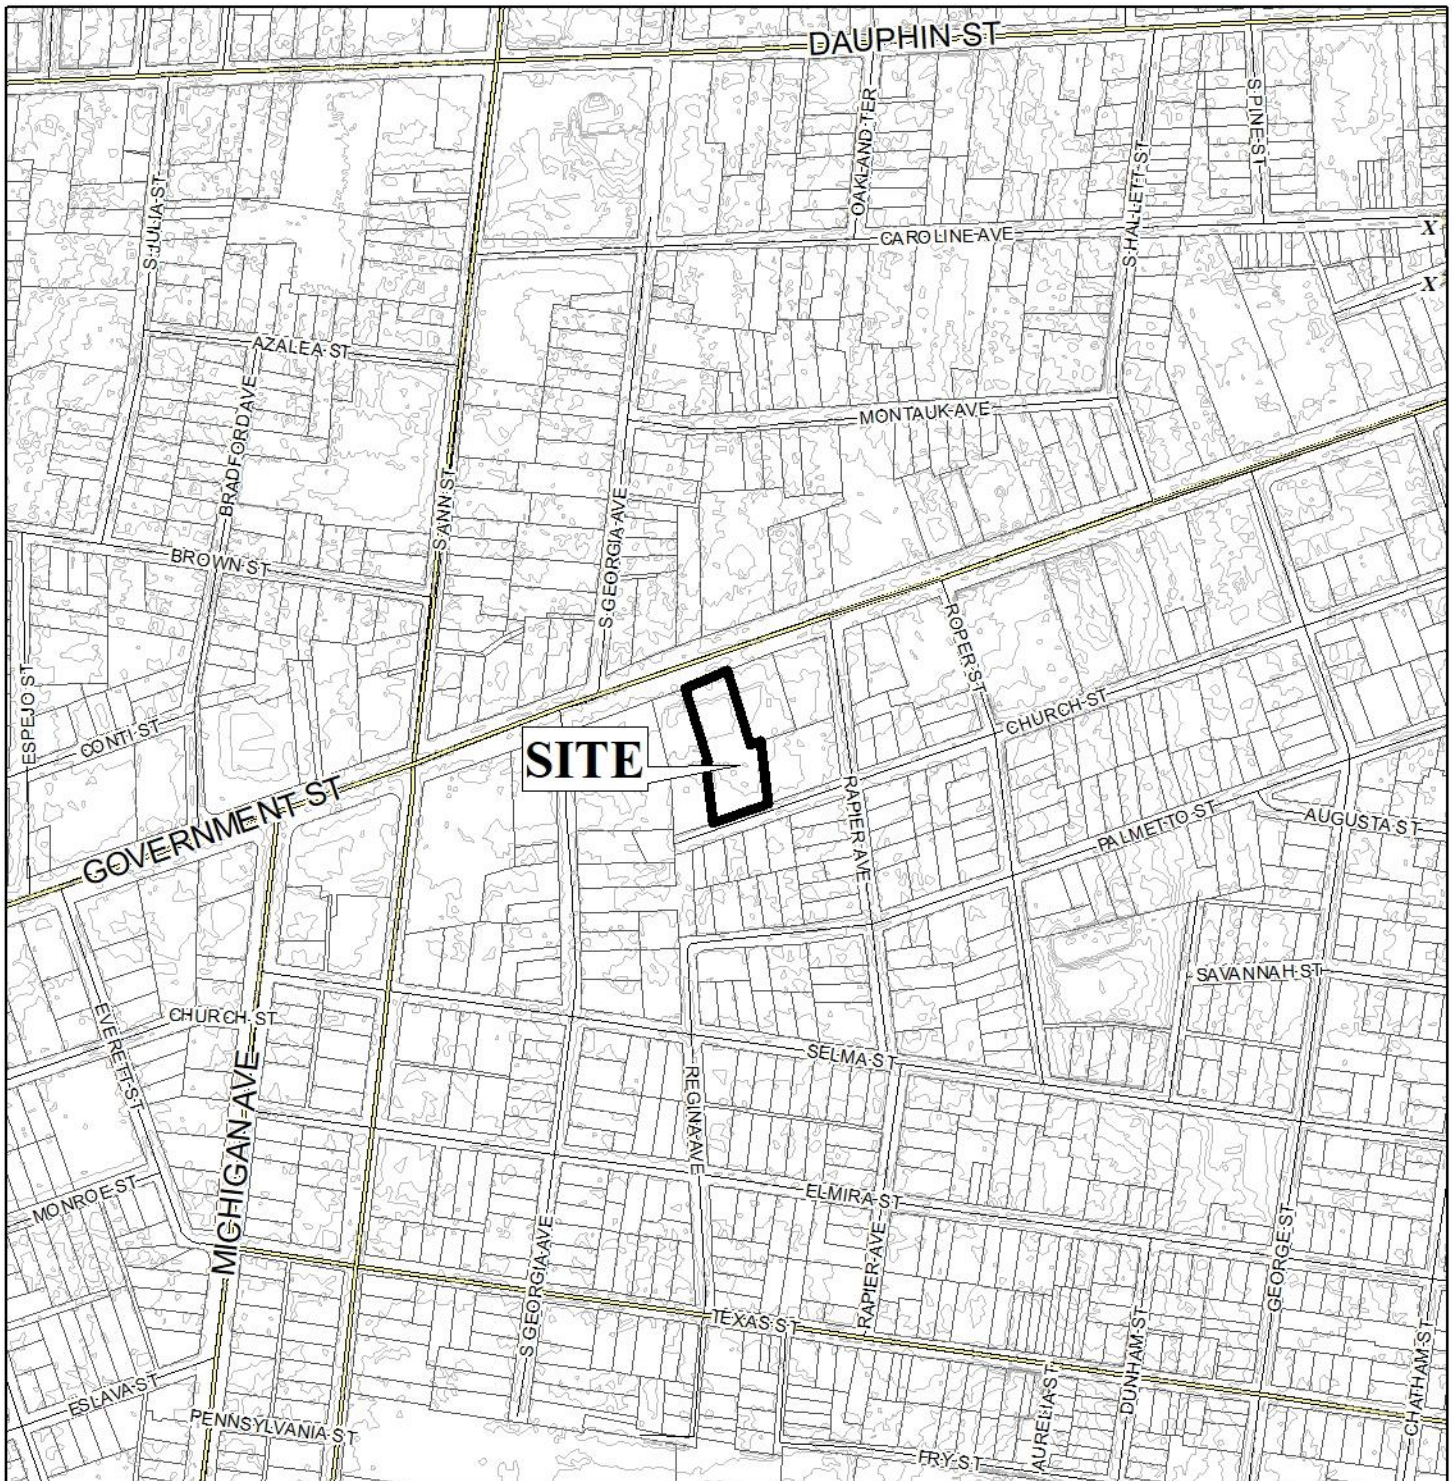 DAUPHIN ST
S JULIA ST
OAKLAND TER
S PINE ST
S HALLETT ST
CAROLINE AVE
X
X
AZALEA ST
BRADFORD AVE
MONTAUK AVE
S ANN ST
S GEORGIA AVE
BROWN ST
ROPER ST
ESPEJO ST
CONTI ST
CHURCH ST
SITE
GOVERNMENT ST
RAPIER AVE
PALMETTO ST
AUGUSTA ST
SAVANNAH ST
EVERETT ST
CHURCH ST
SELMA ST
MICHIGAN AVE
REGINA AVE
MONROE ST
ELMIRA ST
S GEORGIA AVE
RAPIER AVE
GEORGE ST
TEXAS ST
DUNHAM ST
CHATHAM ST
ESLAVA ST
AURELIA ST
PENNSYLVANIA ST
FRY ST